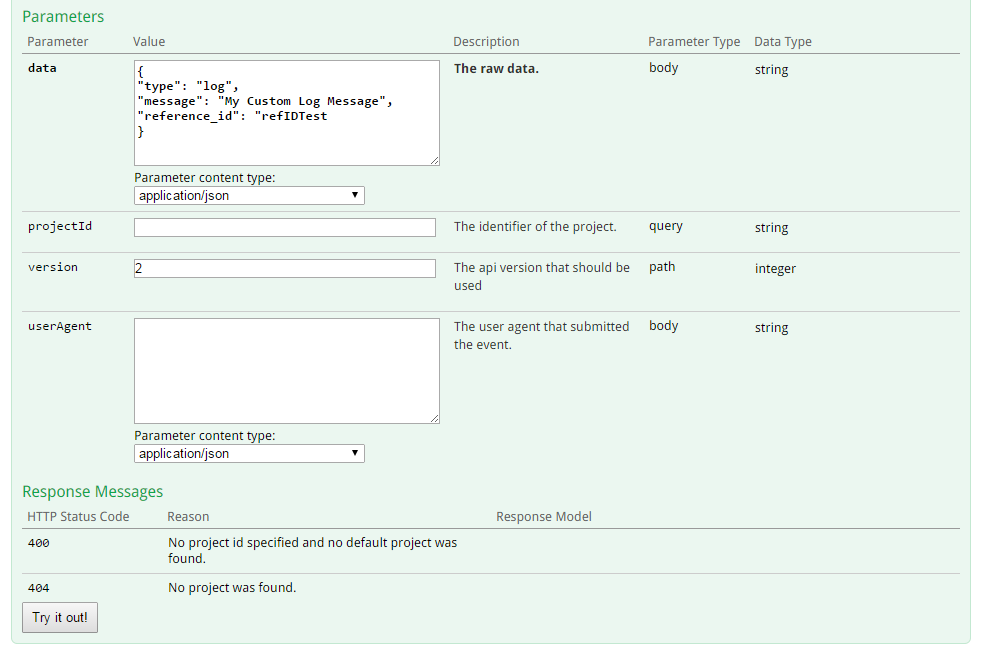 Parameters
Parameter Value Description Parameter Type Data Type
data { The raw data. body string
"type": "log",
"message": "My Custom Log Message",
"reference_id": "refIDTest
}
Parameter content type:
application/json
projectId The identifier of the project. query string
version 2 The api version that should be path integer
used
userAgent The user agent that submitted body string
the event.
Parameter content type:
application/json
Response Messages
HTTP Status Code Reason Response Model
400 No project id specified and no default project was
found.
404 No project was found.
Try it out!